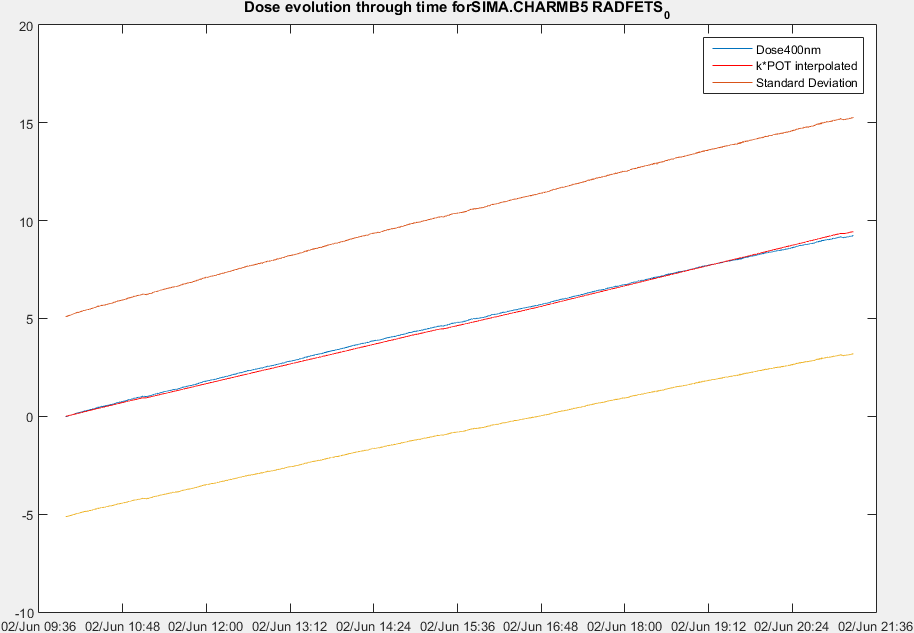 Dose evolution through time forSIMA.CHARMB5 RADFETS0
20
15
10
5
0
-5
-10
Dose400nm
k*POT interpolated
Standard Deviation
02/Jun 09:36 02/Jun 10:48 02/Jun 12:00 02/Jun 13:12 02/Jun 14:24 02/Jun 15:36 02/Jun 16:48 02/Jun 18:00 02/Jun 19:12 02/Jun 20:24 02/Jun 21:36